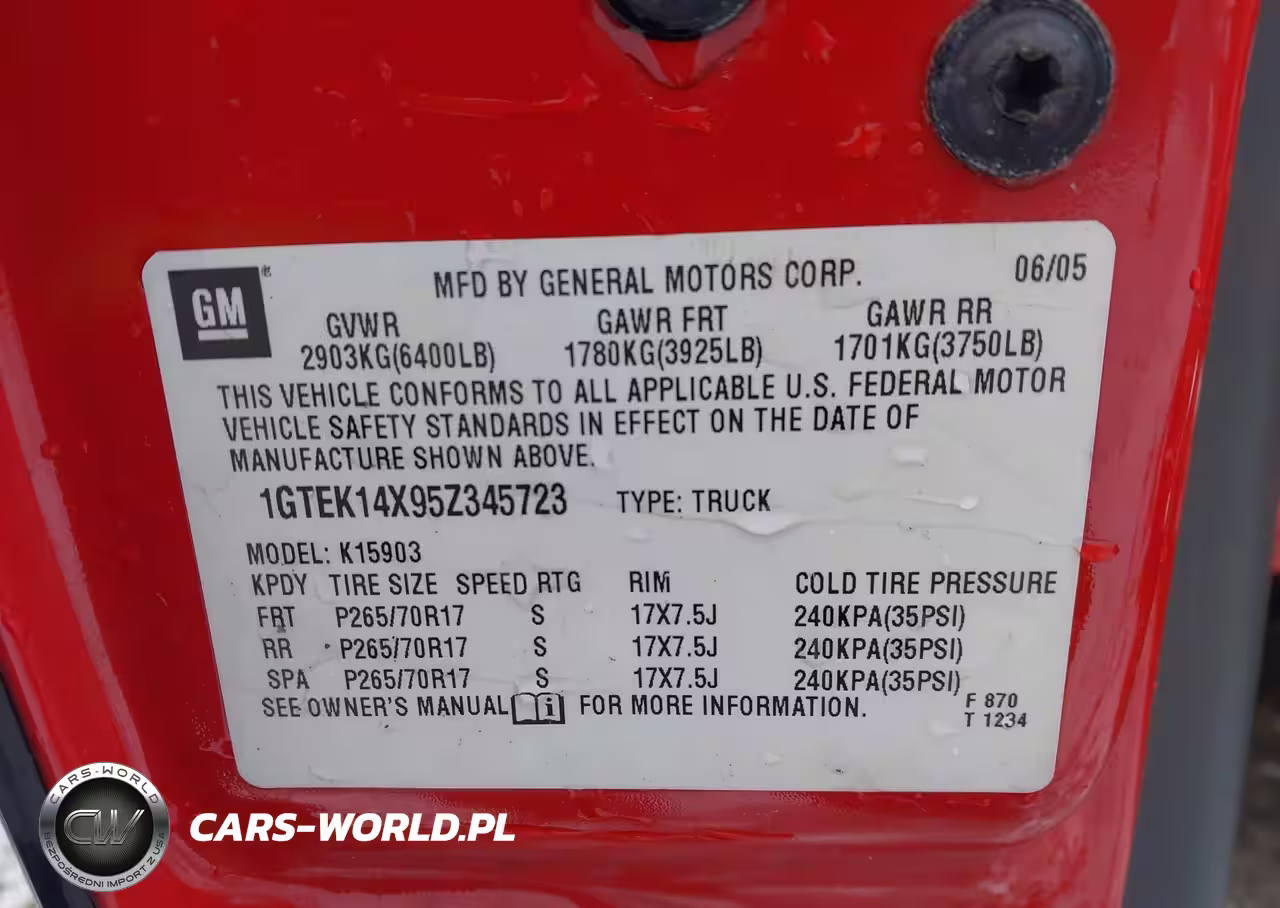 GM
MFD BY GENERAL MOTORS CORP. 06/05
GVWR GAWR FRT GAWR RR
2903KG(6400LB) 1780KG(3925LB) 1701KG(3750LB)
THIS VEHICLE CONFORMS TO ALL APPLICABLE U.S. FEDERAL MOTOR
VEHICLE SAFETY STANDARDS IN EFFECT ON THE DATE OF
MANUFACTURE SHOWN ABOVE.
1GTEK14X95Z345723 TYPE: TRUCK
MODEL: K15903
KPDY TIRE SIZE SPEED RTG RIM COLD TIRE PRESSURE
FRT P265/70R17 S 17X7.5J 240KPA(35PSI)
RR P265/70R17 S 17X7.5J 240KPA(35PSI)
SPA P265/70R17 S 17X7.5J 240KPA(35PSI)
SEE OWNER'S MANUAL i FOR MORE INFORMATION.
F 870
T 1234
CARS-WORLD
CW
BEZPOŚREDNI IMPORT Z USA
CARS-WORLD.PL